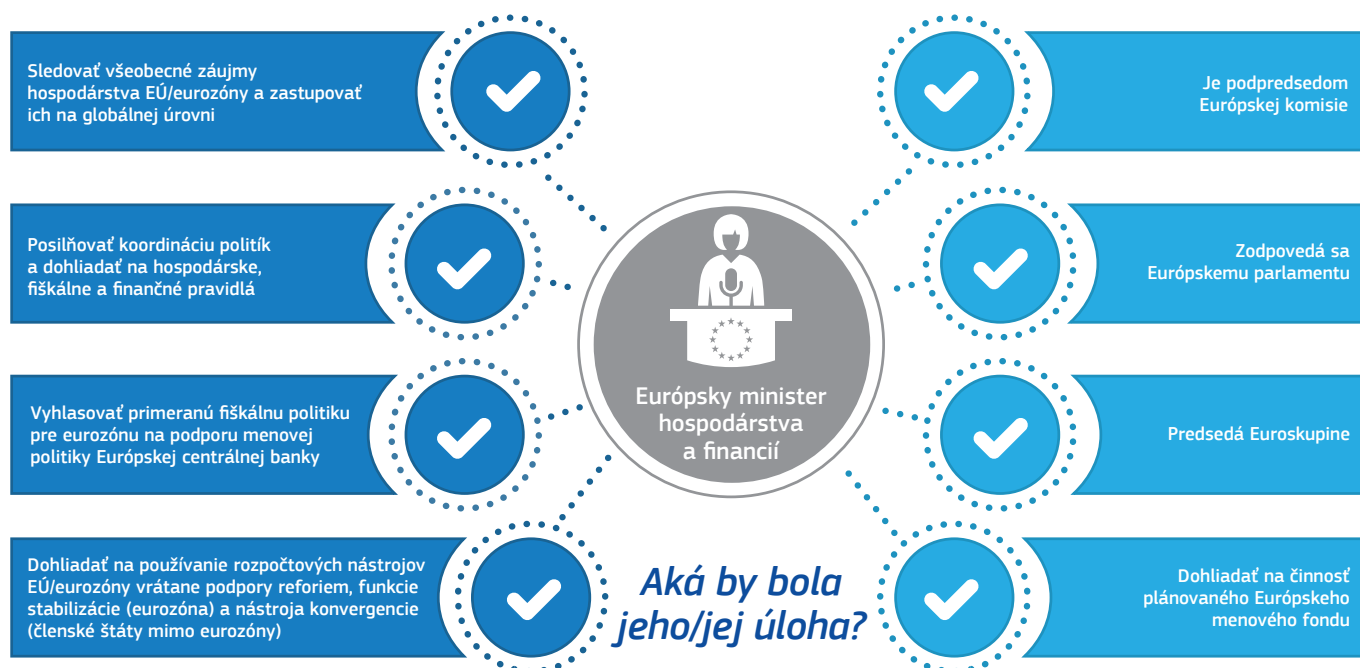 Sledovať všeobecné záujmy
hospodárstva EÚ/eurozóny a zastupovať
ich na globálnej úrovni
Posilňovať koordináciu politík
a dohliadať na hospodárske,
fiškálne a finančné pravidlá
Vyhlasovať primeranú fiškálnu politiku
pre eurozónu na podporu menovej
politiky Európskej centrálnej banky
Dohliadať na používanie rozpočtových nástrojov
EÚ/eurozóny vrátane podpory reforiem, funkcie
stabilizácie (eurozóna) a nástroja konvergencie
(členské štáty mimo eurozóny)
Európsky minister
hospodárstva
a financií
Aká by bola
jeho/jej úloha?
Je podpredsedom
Európskej komisie
Zodpovedá sa
Európskemu parlamentu
Predsedá Euroskupine
Dohliadať na činnosť
plánovaného Európskeho
menového fondu